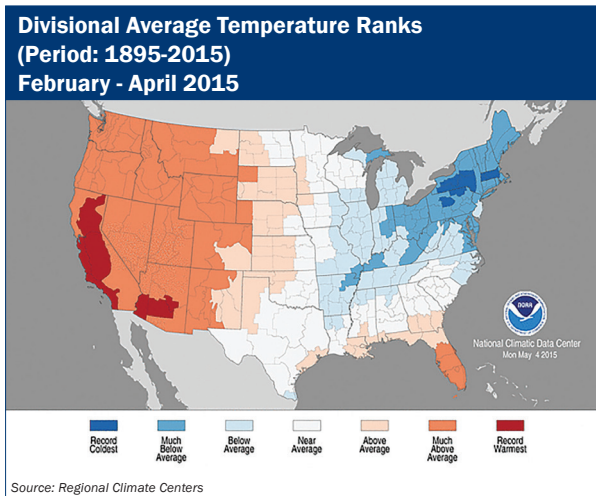 Divisional Average Temperature Ranks
(Period: 1895-2015)
February - April 2015
NOAA
National Climatic Data Center
Mon May 4 2015
Record
Coldest
Much
Below
Average
Below
Average
Near
Average
Above
Average
Much
Above
Average
Record
Warmest
Source: Regional Climate Centers